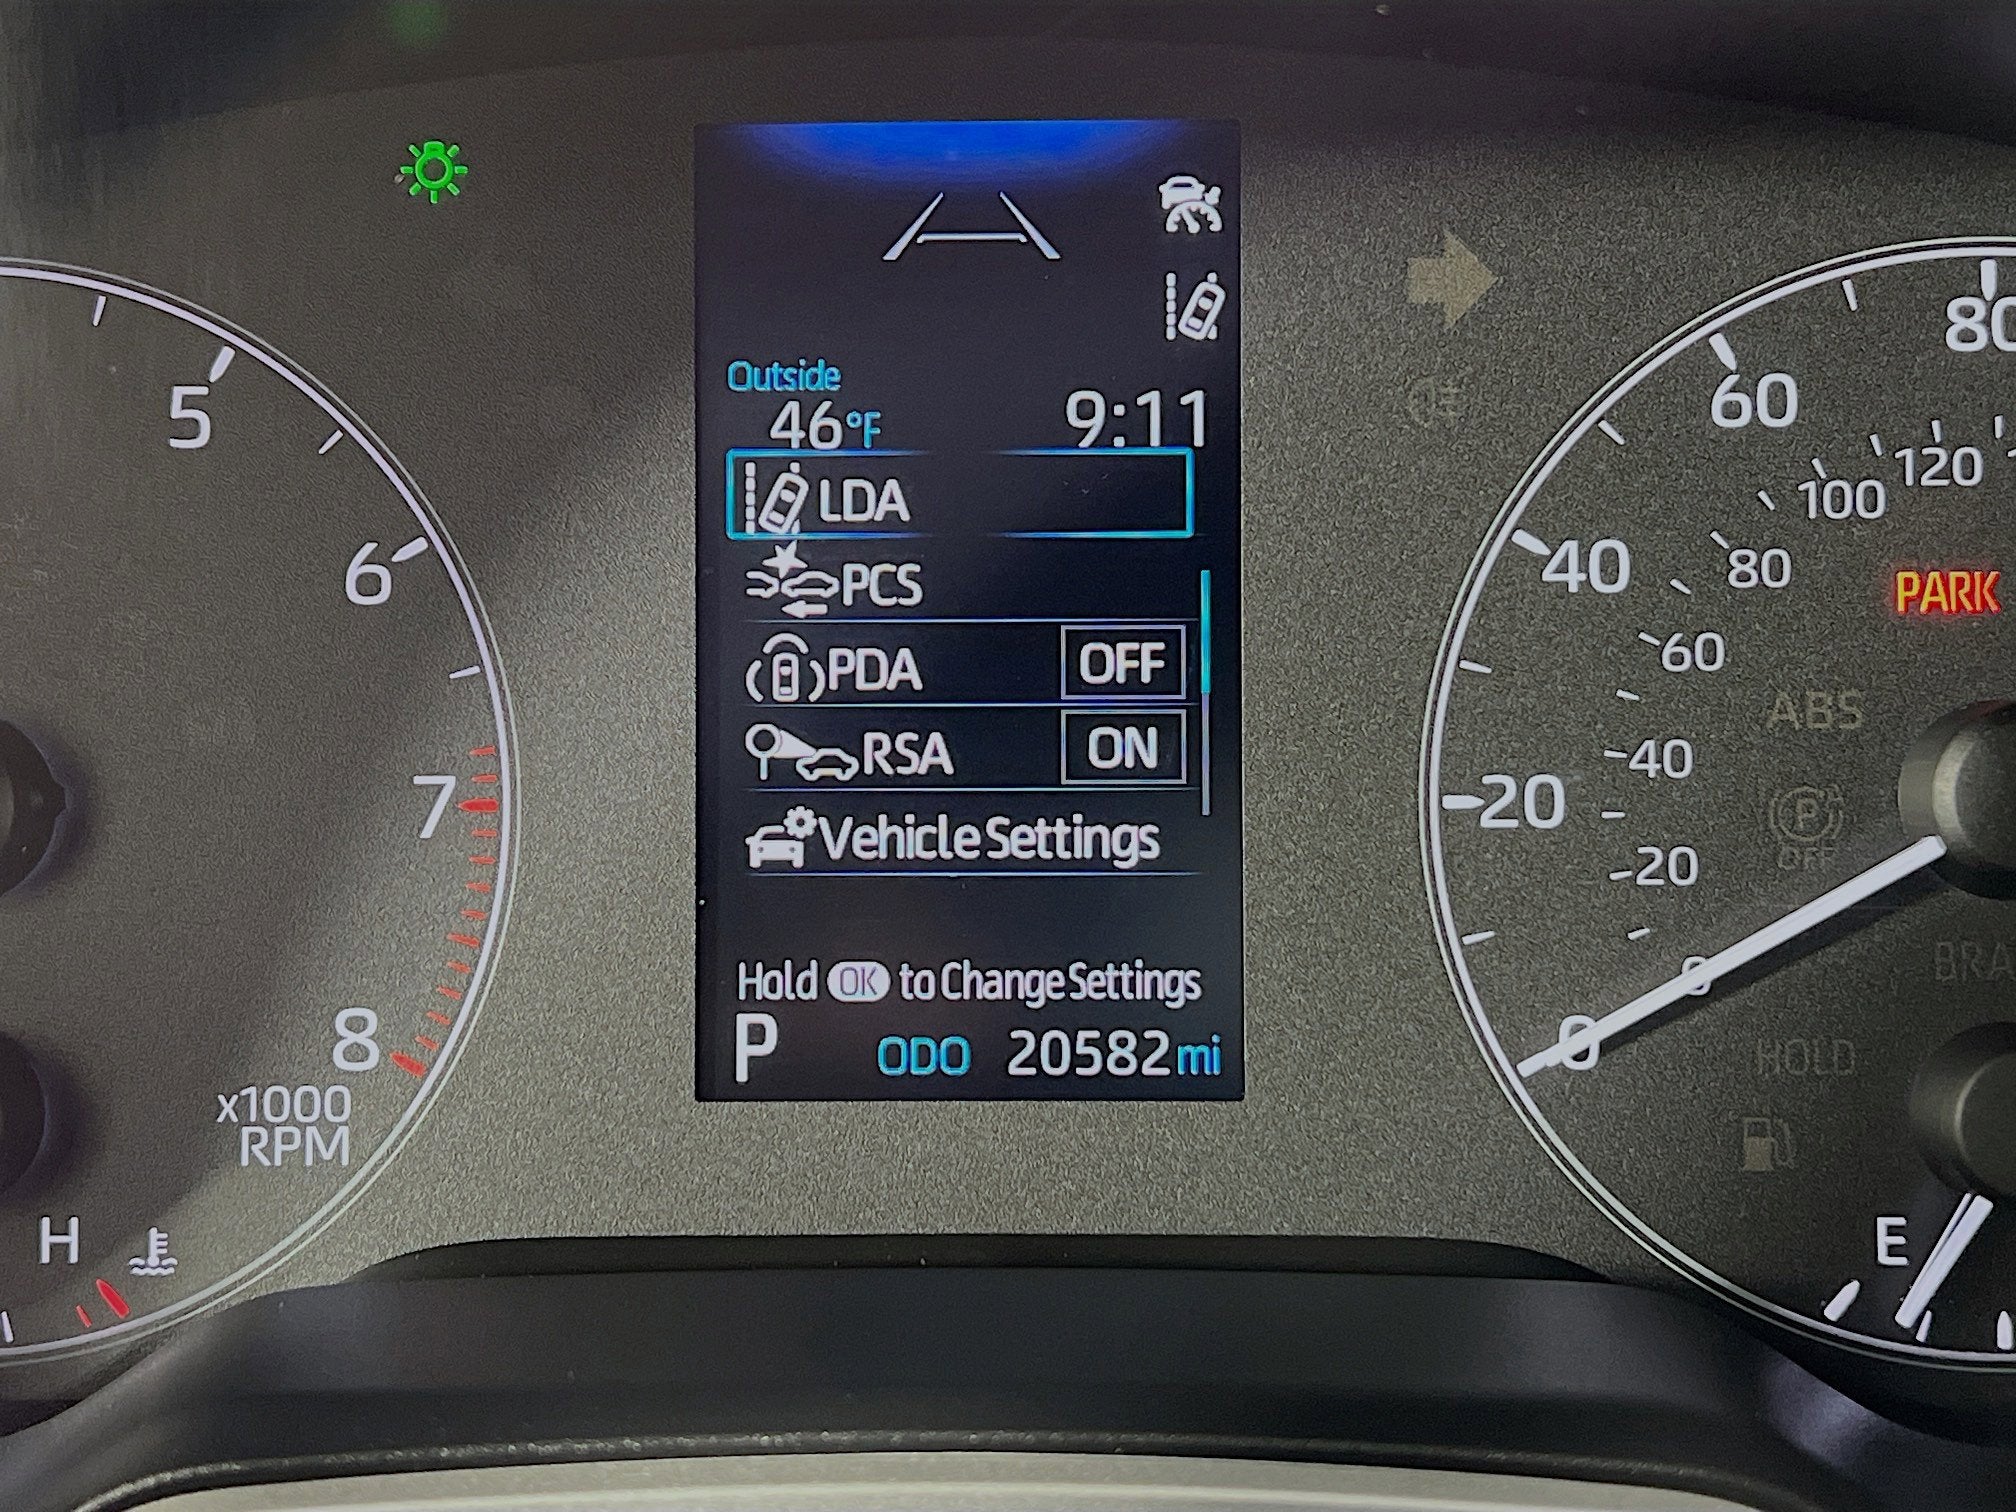 Outside
46°F 9:11
LDA
PCS
PDA OFF
RSA ON
Vehicle Settings
Hold OK to Change Settings
P ODO 20582 mi
5
6
7
8
x1000
RPM
H
80
60
40
20
0
120
100
80
60
40
20
0
PARK
ABS
P
OFF
HOLD
E